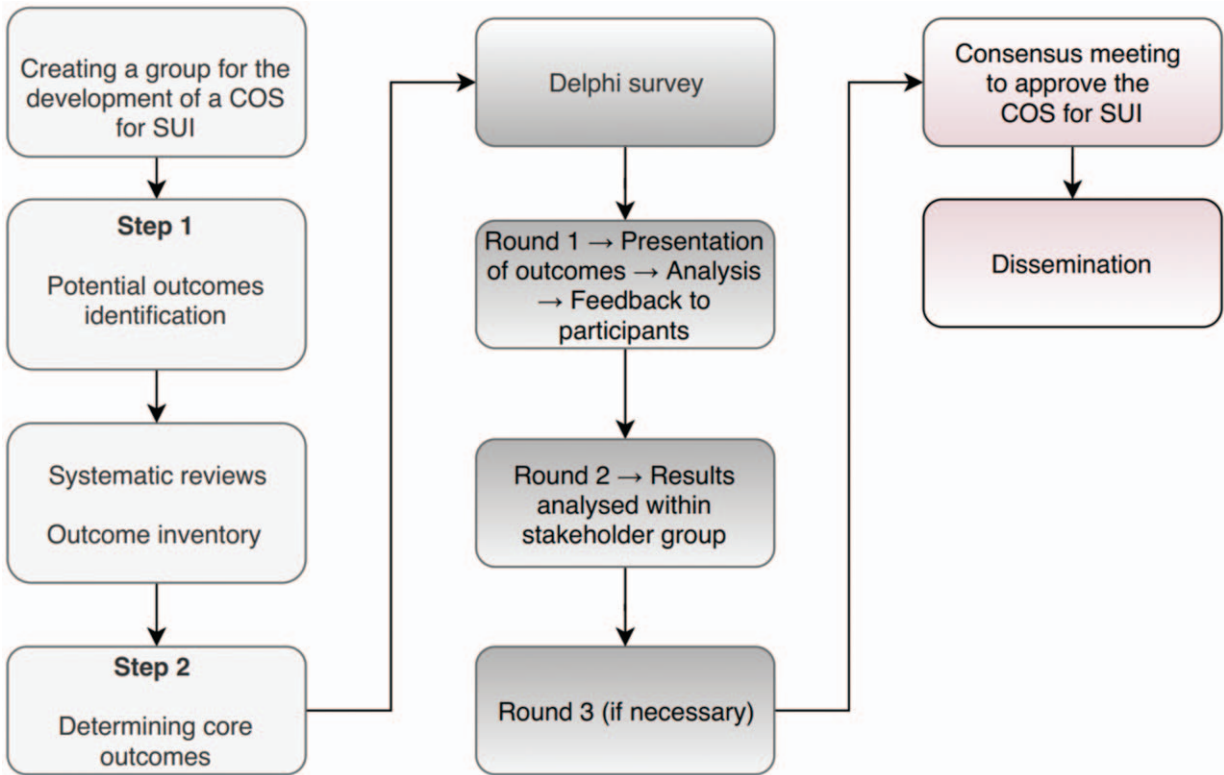 Creating a group for the
development of a COS
for SUI
Step 1
Potential outcomes
identification
Systematic reviews
Outcome inventory
Step 2
Determining core
outcomes
Delphi survey
Round 1 → Presentation
of outcomes → Analysis
→ Feedback to
participants
Round 2 → Results
analysed within
stakeholder group
Round 3 (if necessary)
Consensus meeting
to approve the
COS for SUI
Dissemination